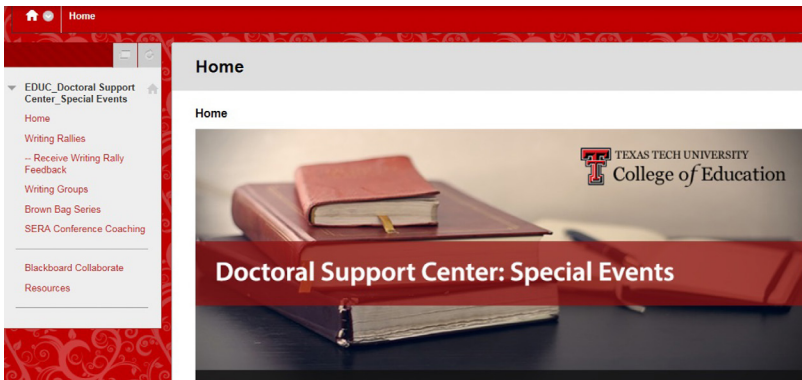 Home
EDUC_Doctoral Support
Center_Special Events
Home
Writing Rallies
-- Receive Writing Rally
Feedback
Writing Groups
Brown Bag Series
SERA Conference Coaching
Blackboard Collaborate
Resources
Home
Home
TEXAS TECH UNIVERSITY
College of Education
Doctoral Support Center: Special Events